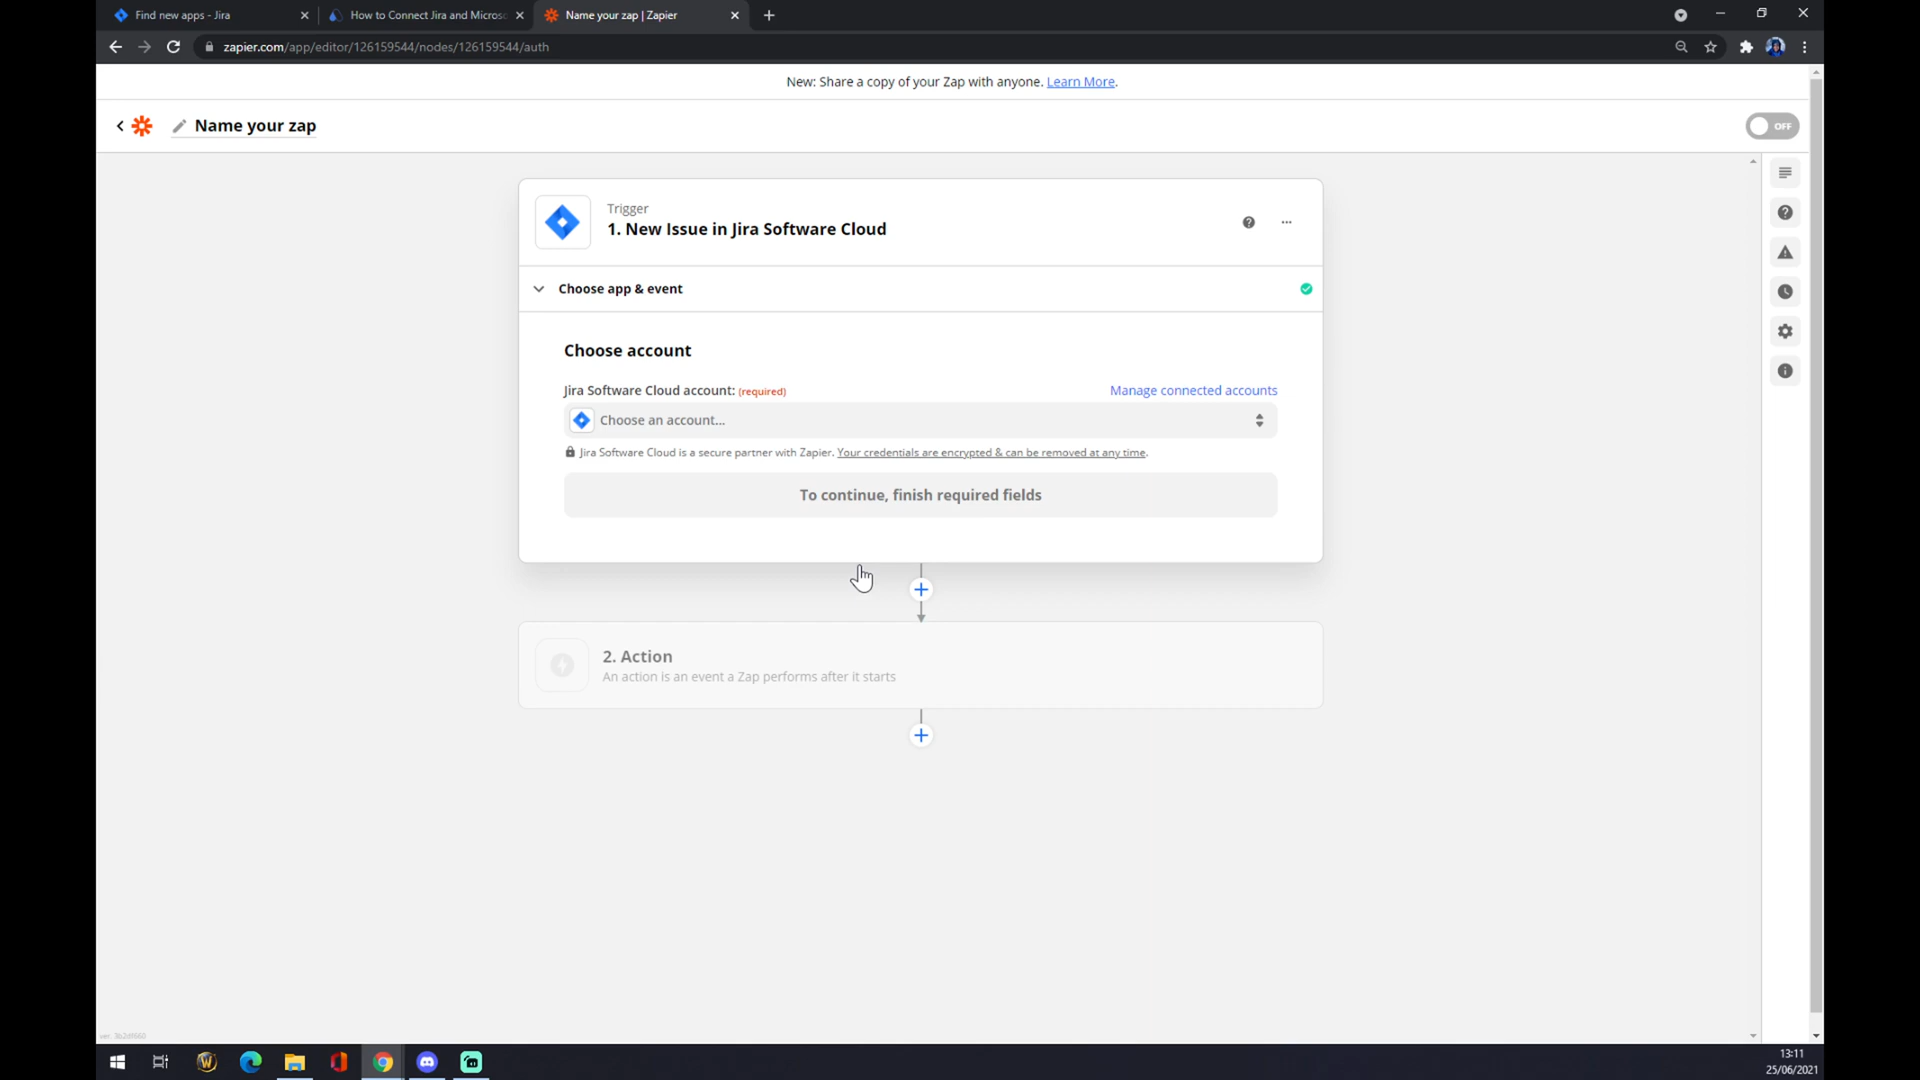 Find new apps - Jira
How to Connect Jira and Microsc
Name your zap | Zapier
zapier.com/app/editor/126159544/nodes/126159544/auth
New: Share a copy of your Zap with anyone. Learn More.
Name your zap
OFF
Trigger
1. New Issue in Jira Software Cloud
Choose app & event
Choose account
Jira Software Cloud account: (required)
Manage connected accounts
Choose an account...
Jira Software Cloud is a secure partner with Zapier. Your credentials are encrypted & can be removed at any time.
To continue, finish required fields
2. Action
An action is an event a Zap performs after it starts
13:11
25/06/2021